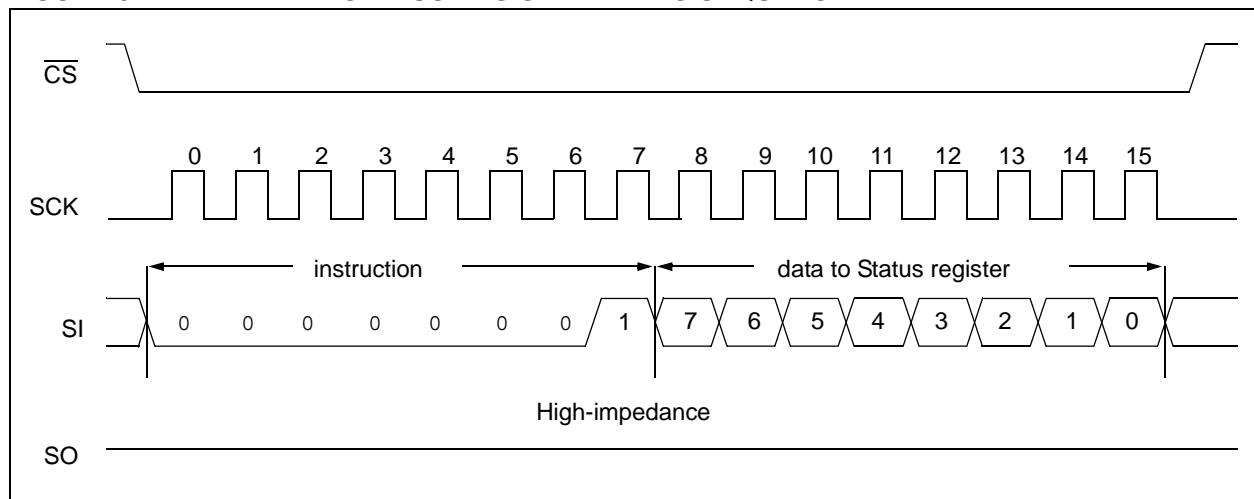 CS
0 1 2 3 4 5 6 7 8 9 10 11 12 13 14 15
SCK
instruction data to Status register
SI 0 0 0 0 0 0 0 1 7 6 5 4 3 2 1 0
High-impedance
SO